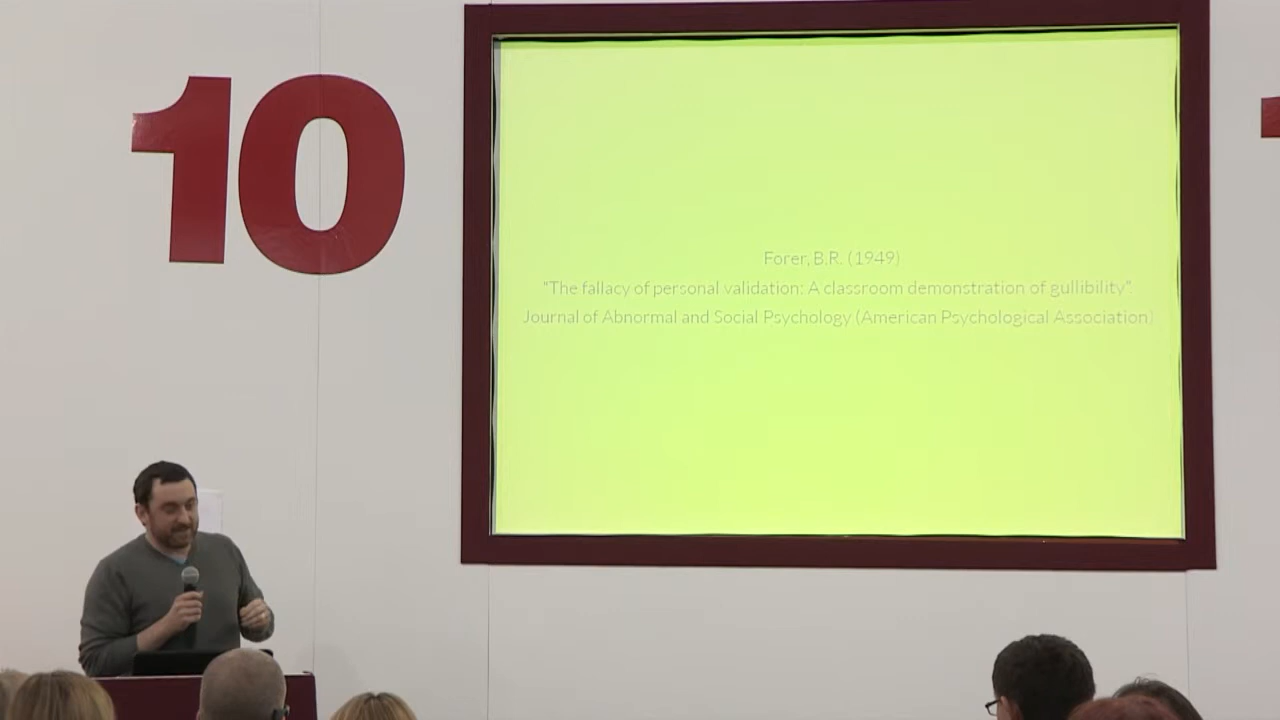 10
Forer, B.R. (1949)
"The fallacy of personal validation: A classroom demonstration of gullibility".
Journal of Abnormal and Social Psychology (American Psychological Association)